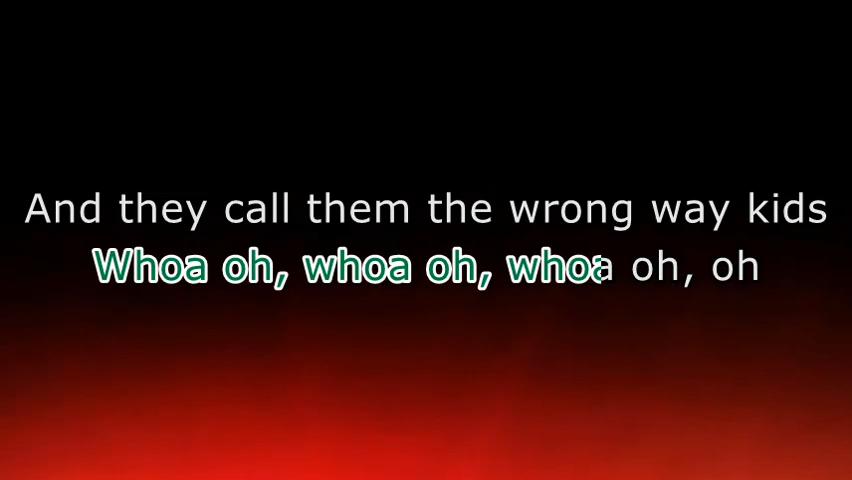 And they call them the wrong way kids
Whoa oh, whoa oh, whoa oh, oh